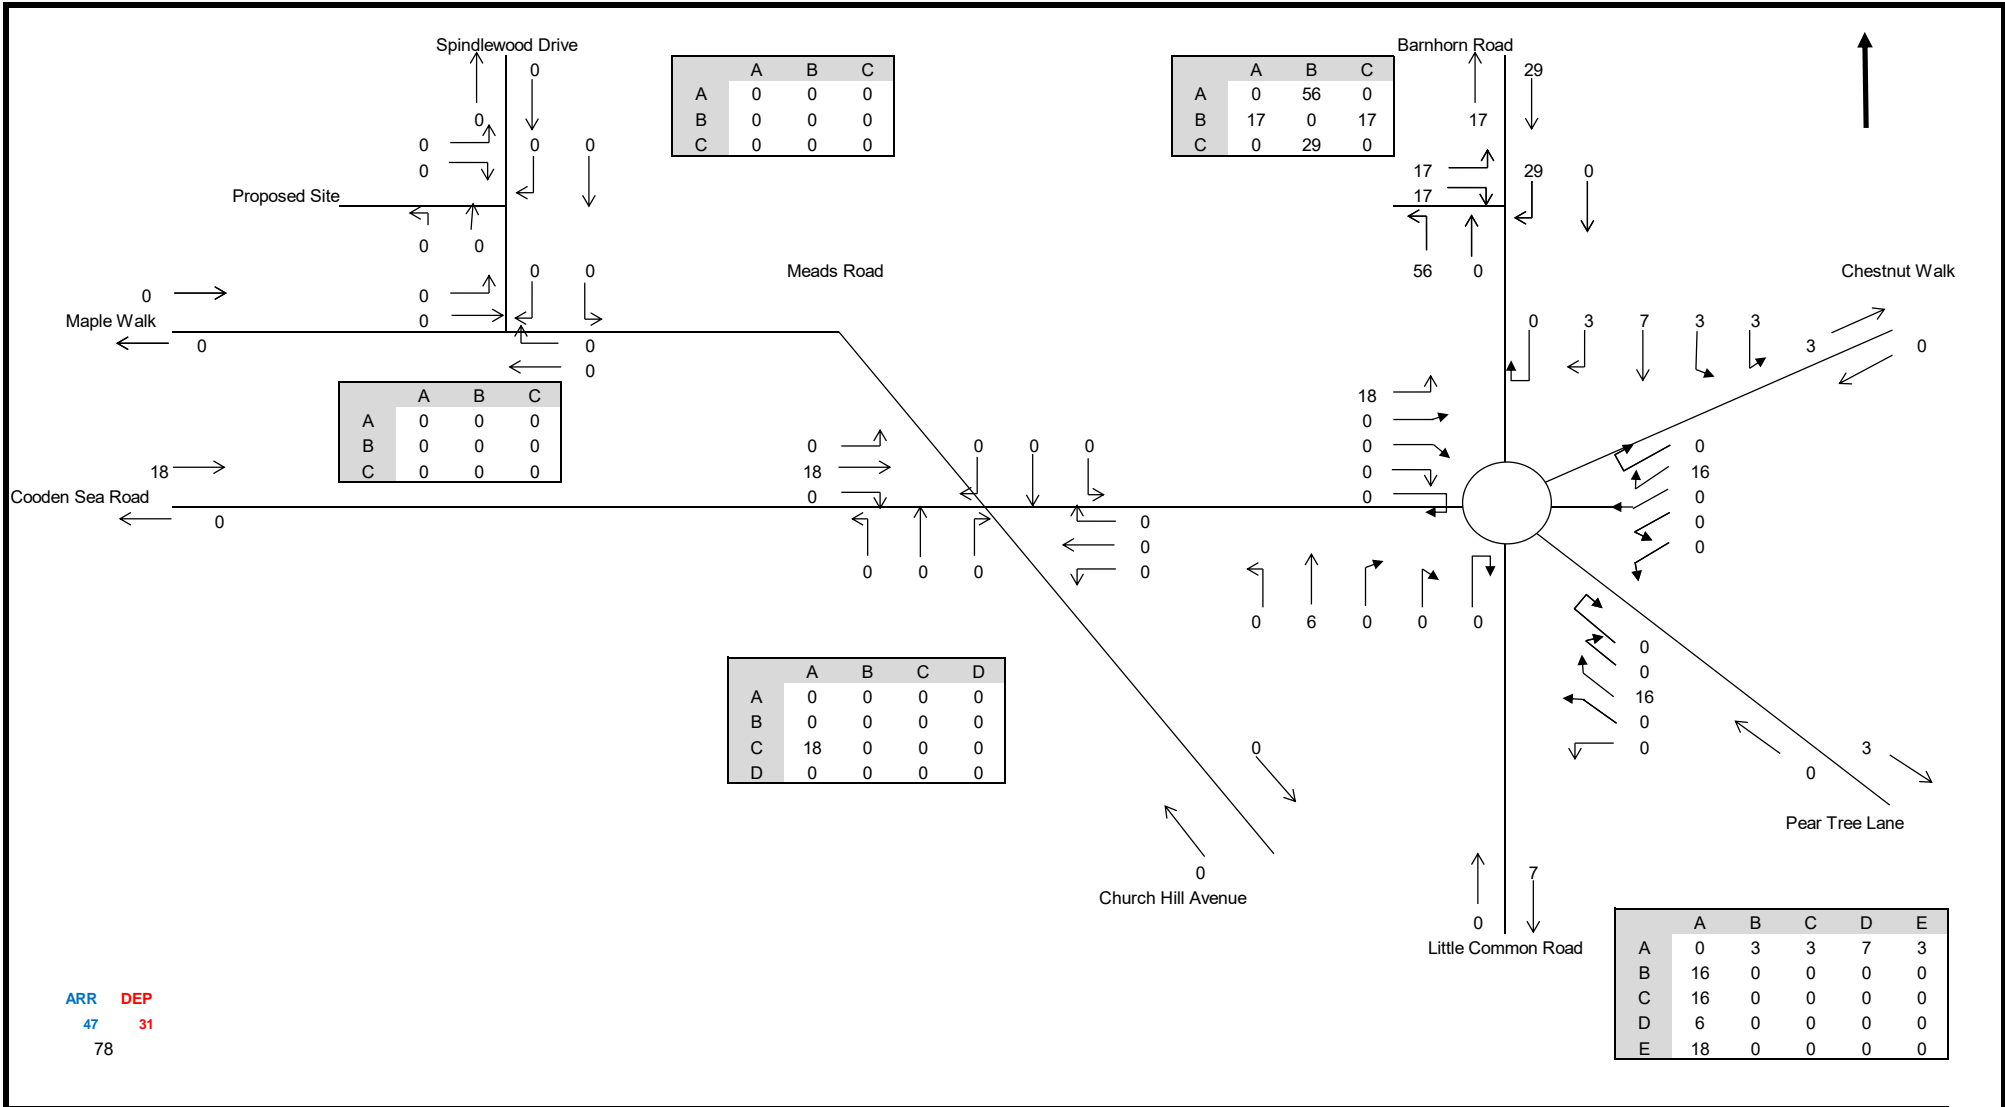 Spindlewood Drive
Barnhorn Road
0
29
A B C
A 0 0 0
B 0 0 0
C 0 0 0
A B C
A 0 56 0
B 17 0 17
C 0 29 0
0
17
0 0 0
0
17 29 0
17
Proposed Site
0 0
56 0
Meads Road
Chestnut Walk
0 0
0
0
0
Maple Walk
0
0
0
0 3 7 3 3
3 0
A B C
A 0 0 0
B 0 0 0
C 0 0 0
18
0
0
0
0
18
Cooden Sea Road
0
0
18
0
0 0 0
0
16
0
0
0
0
0
0
0 0 0
0 6 0 0 0
0
0
16
0
0
A B C D
A 0 0 0 0
B 0 0 0 0
C 18 0 0 0
D 0 0 0 0
0
0
Church Hill Avenue
3
0
Pear Tree Lane
7
0
Little Common Road
A B C D E
A 0 3 3 7 3
B 16 0 0 0 0
C 16 0 0 0 0
D 6 0 0 0 0
E 18 0 0 0 0
ARR DEP
47 31
78